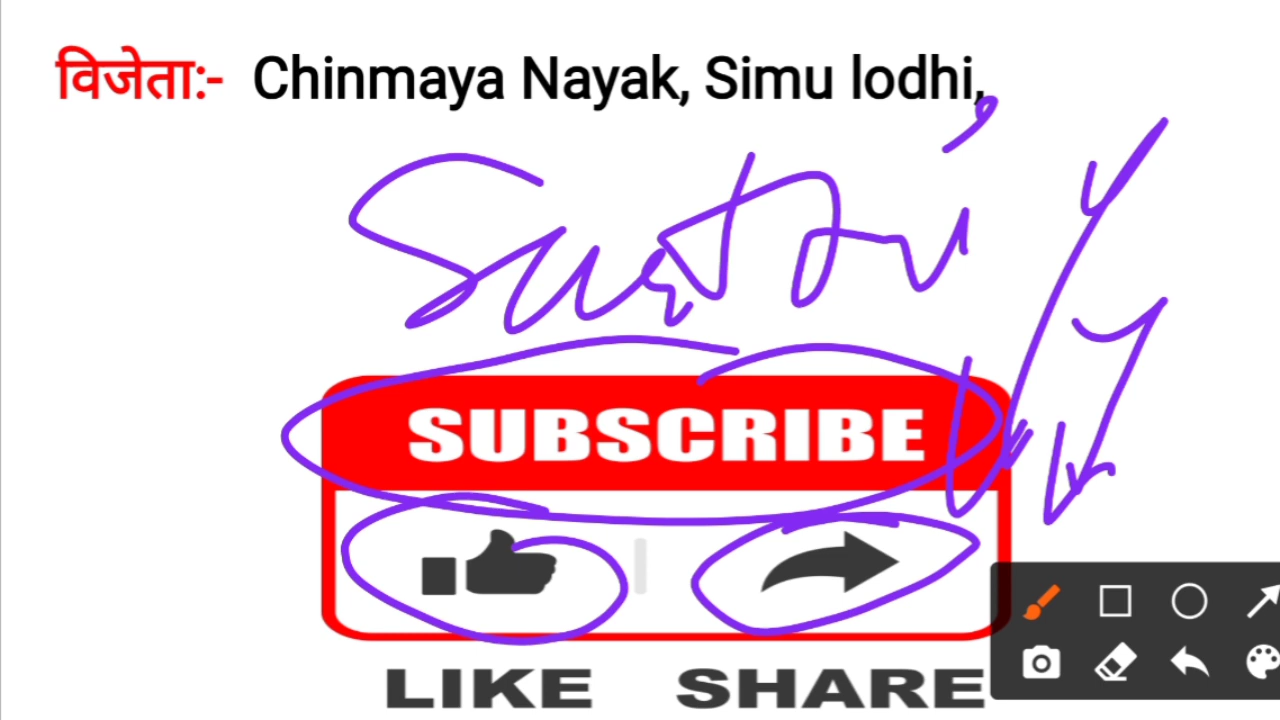 विजेता:- Chinmaya Nayak, Simu lodhi,
SUBSCRIBE
LIKE SHARE